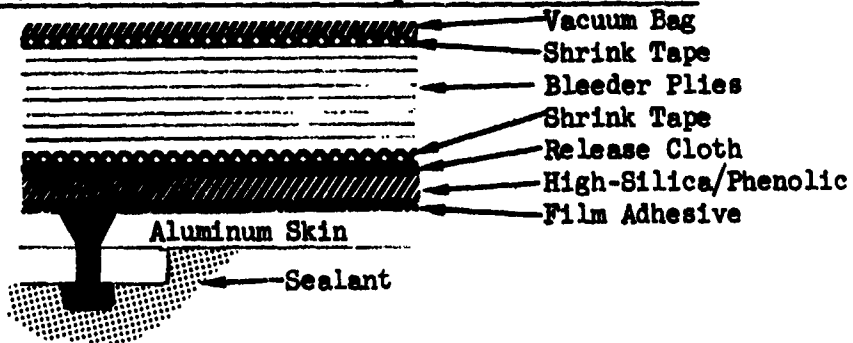 Vacuum Bag
Shrink Tape
Bleeder Plies
Shrink Tape
Release Cloth
High-Silica/Phenolic
Film Adhesive
Aluminum Skin
Sealant